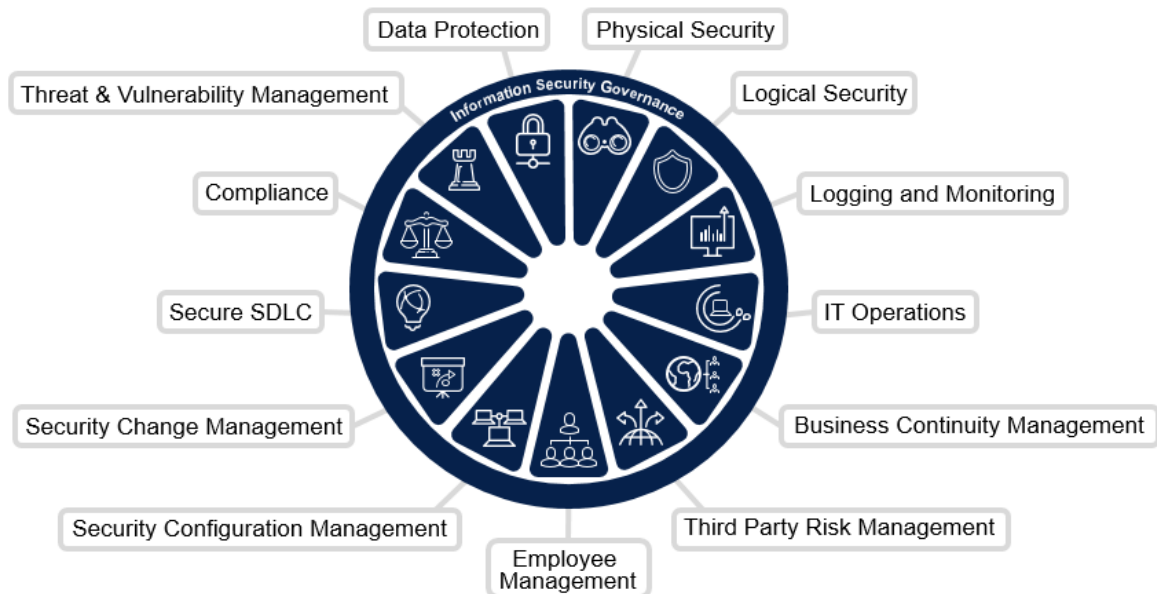 Data Protection
Physical Security
Threat & Vulnerability Management
Information Security Governance
Logical Security
Compliance
Logging and Monitoring
Secure SDLC
IT Operations
Security Change Management
Business Continuity Management
Security Configuration Management
Third Party Risk Management
Employee
Management